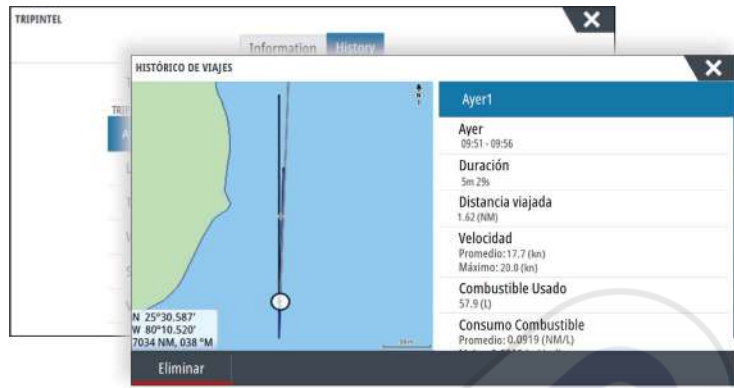 TRIPINTEL
Information
History
HISTÓRICO DE VIAJES
Ayer1
Ayer
09:51 - 09:56
Duración
5m 29s
Distancia viajada
1.62 (NM)
Velocidad
Promedio: 17.7 (kn)
Máximo: 20.0 (kn)
Combustible Usado
57.9 (L)
Consumo Combustible
Promedio: 0.0919 (NM/L)
N 25°30.587'
W 80°10.520'
7034 NM, 038 °M
Eliminar